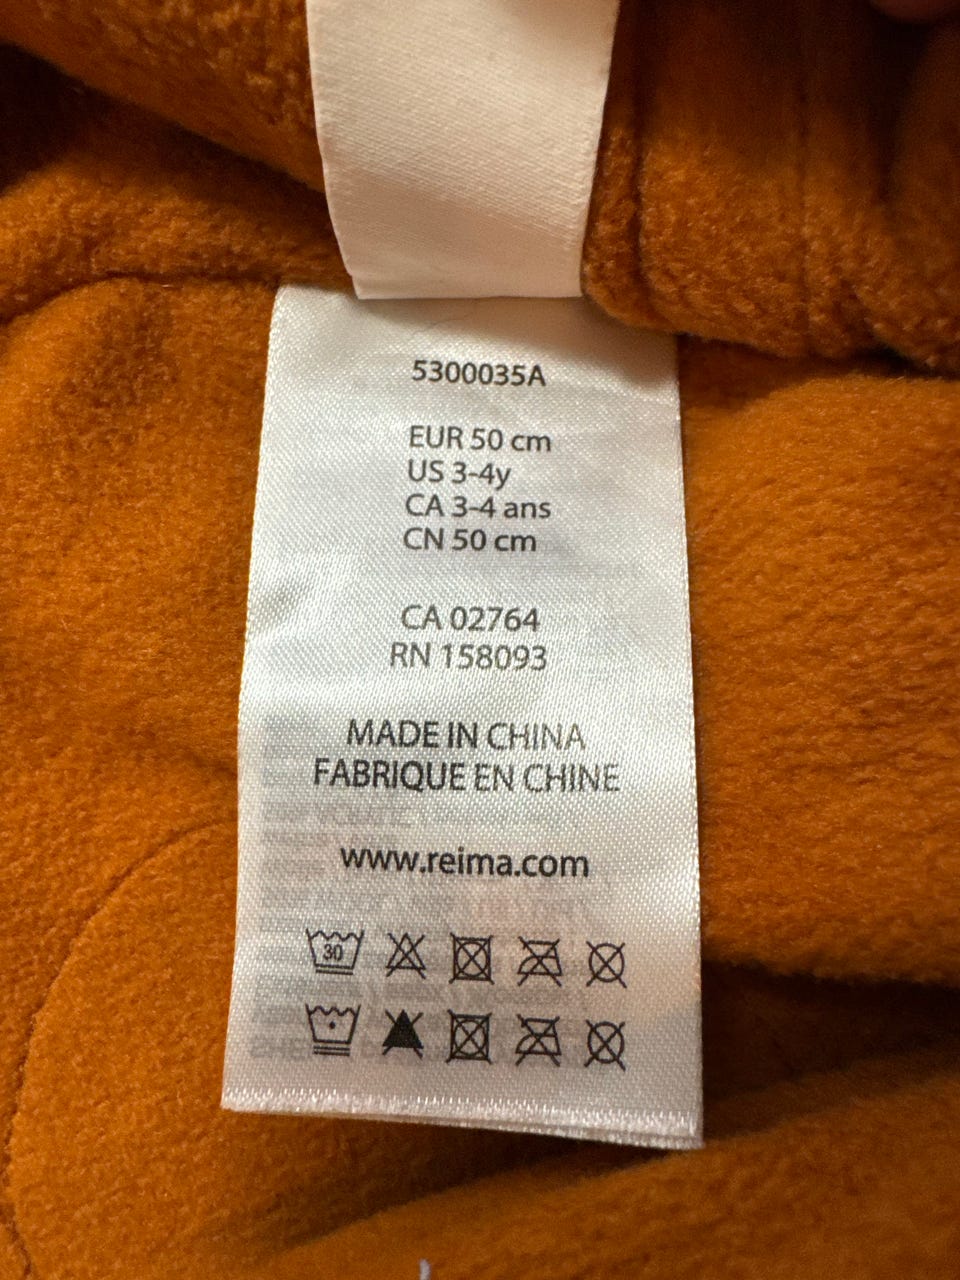 5300035A
EUR 50 cm
US 3-4y
CA 3-4 ans
CN 50 cm
CA 02764
RN 158093
MADE IN CHINA
FABRIQUE EN CHINE
www.reima.com
30